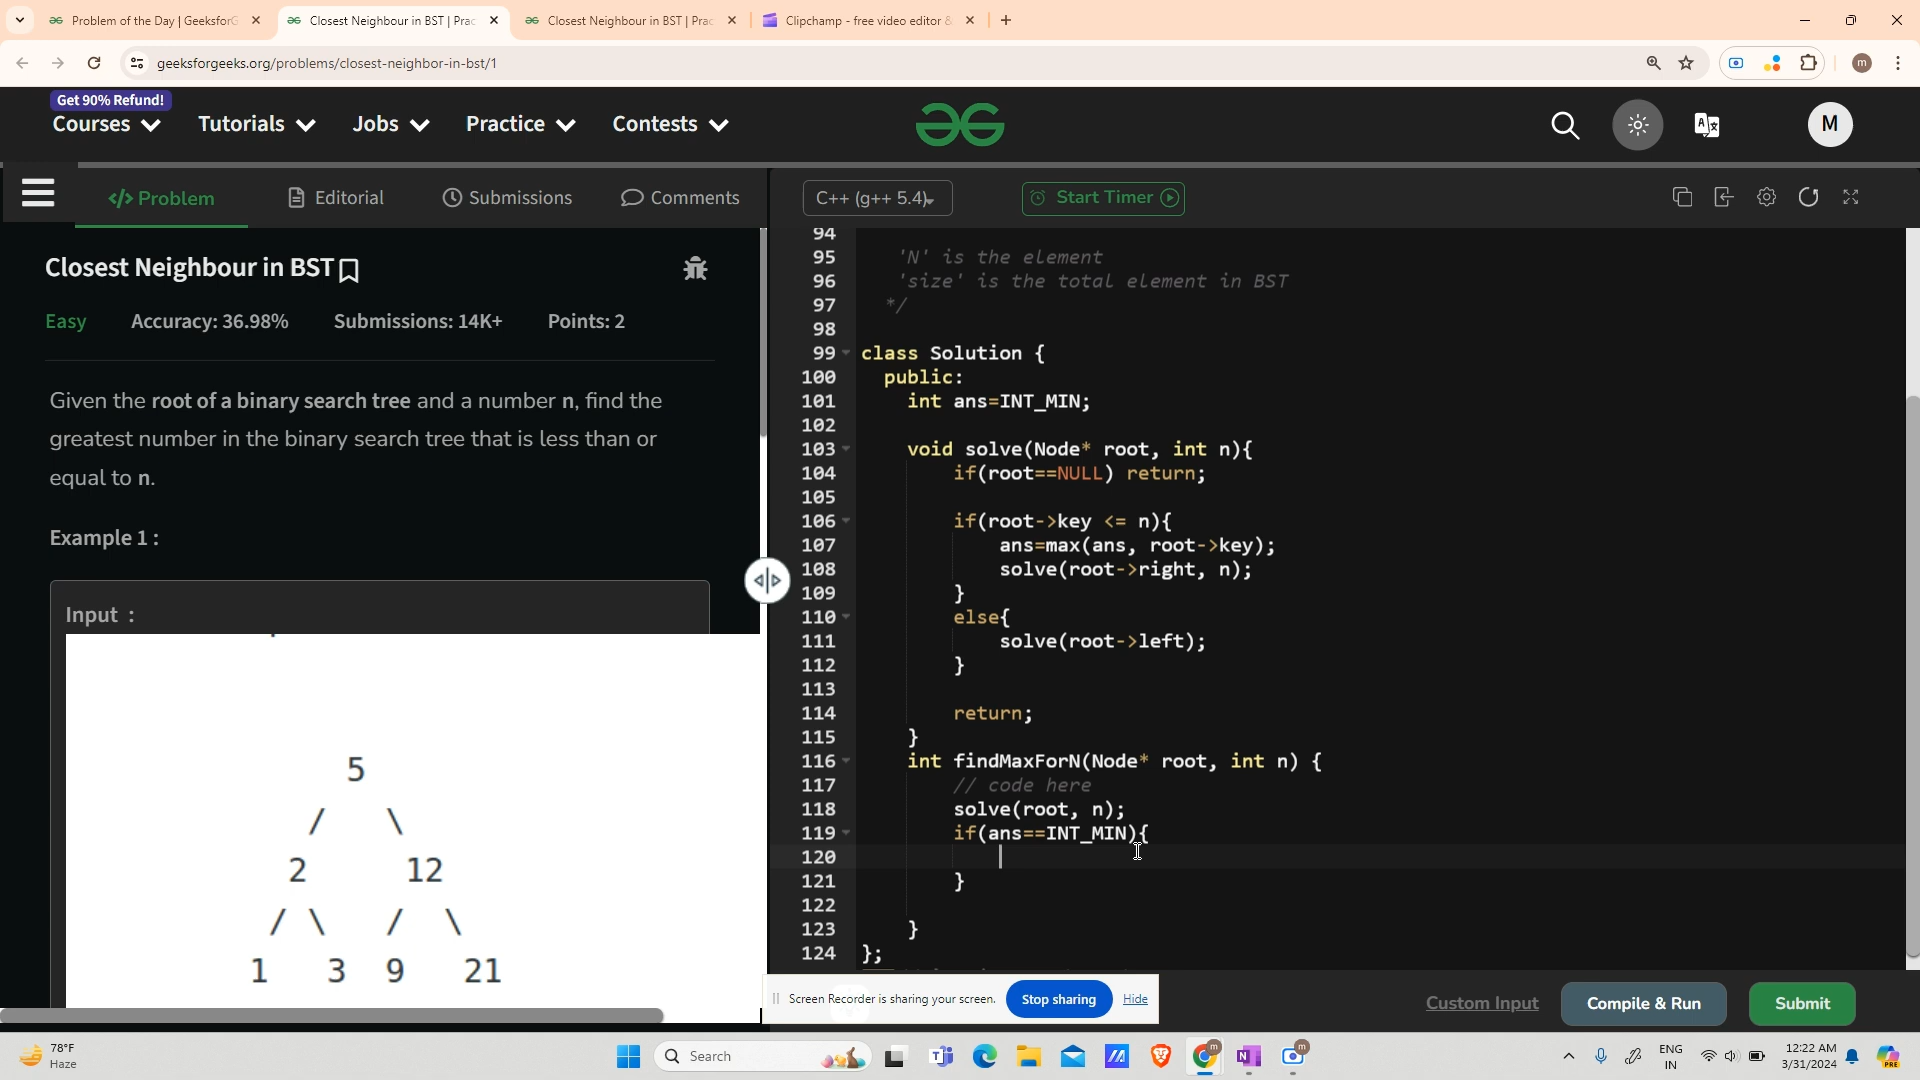 Problem of the Day | GeeksforG
Closest Neighbour in BST | Prac
Closest Neighbour in BST | Prac
Clipchamp - free video editor &
geeksforgeeks.org/problems/closest-neighbor-in-bst/1
m
Get 90% Refund!
Courses
Tutorials
Jobs
Practice
Contests
M
</> Problem
Editorial
Submissions
Comments
C++ (g++ 5.4)
Start Timer
Closest Neighbour in BST
Easy Accuracy: 36.98% Submissions: 14K+ Points: 2
Given the root of a binary search tree and a number n, find the
greatest number in the binary search tree that is less than or
equal to n.
Example 1 :
Input :
5
/ \
2 12
/ \ / \
1 3 9 21
94
95 'N' is the element
96 'size' is the total element in BST
97 */
98
99 class Solution {
100 public:
101 int ans=INT_MIN;
102
103 void solve(Node* root, int n){
104 if(root==NULL) return;
105
106 if(root->key <= n){
107 ans=max(ans, root->key);
108 solve(root->right, n);
109 }
110 else{
111 solve(root->left);
112 }
113
114 return;
115 }
116 int findMaxForN(Node* root, int n) {
117 // code here
118 solve(root, n);
119 if(ans==INT_MIN){
120
121 }
122
123 }
124 };
Screen Recorder is sharing your screen.
Stop sharing
Hide
Custom Input
Compile & Run
Submit
78°F
Haze
Search
ENG
IN
12:22 AM
3/31/2024